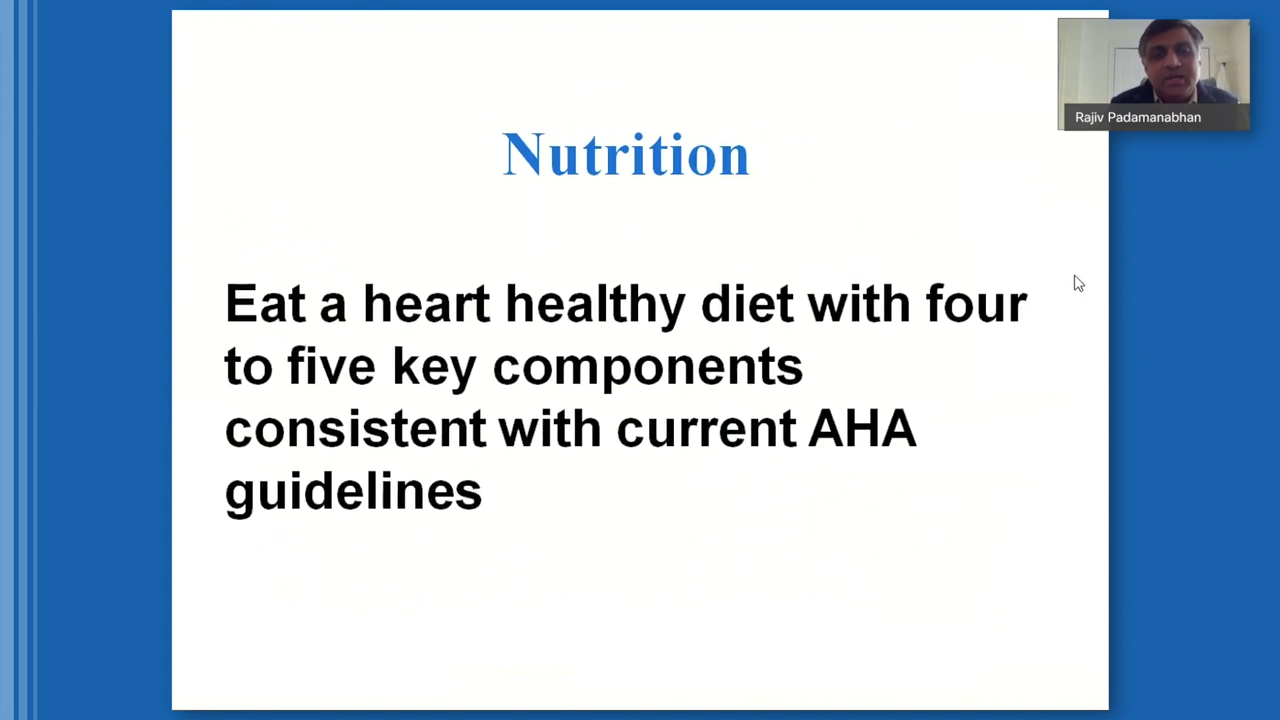 Rajiv Padamanabhan
Nutrition
Eat a heart healthy diet with four
to five key components
consistent with current AHA
guidelines